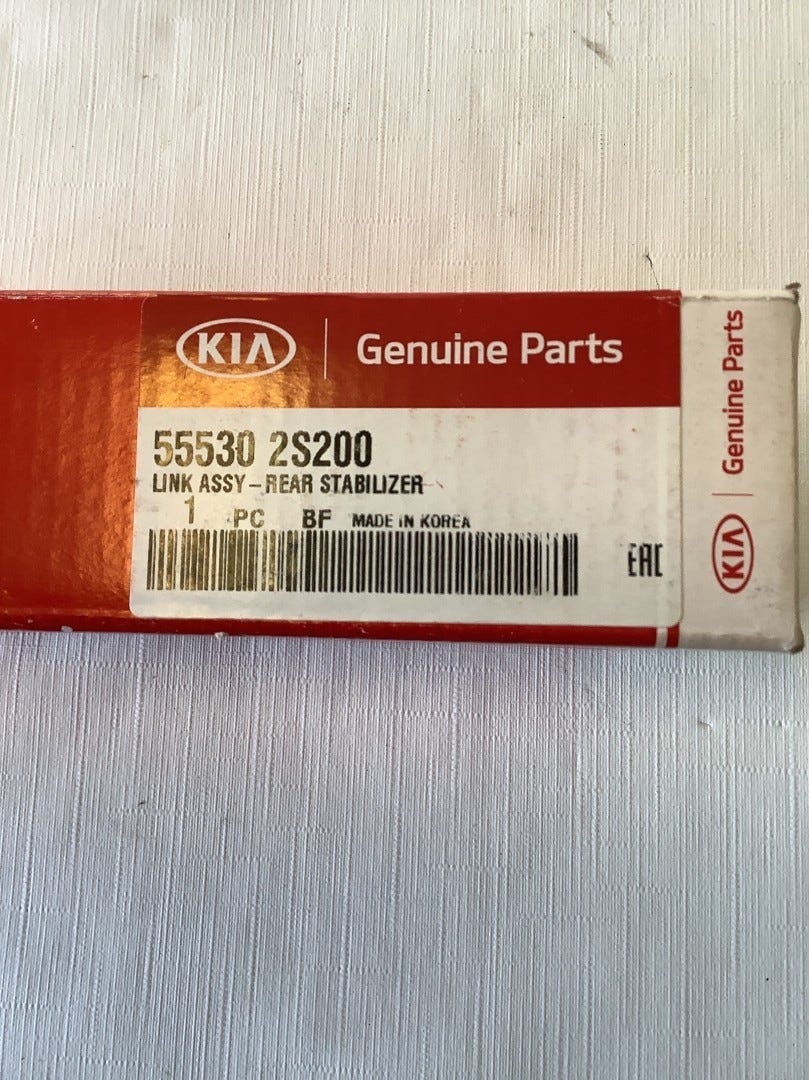 KIA Genuine Parts
55530 2S200
LINK ASSY-REAR STABILIZER
1 PC BF MADE IN KOREA
EAC
KIA Genuine Parts